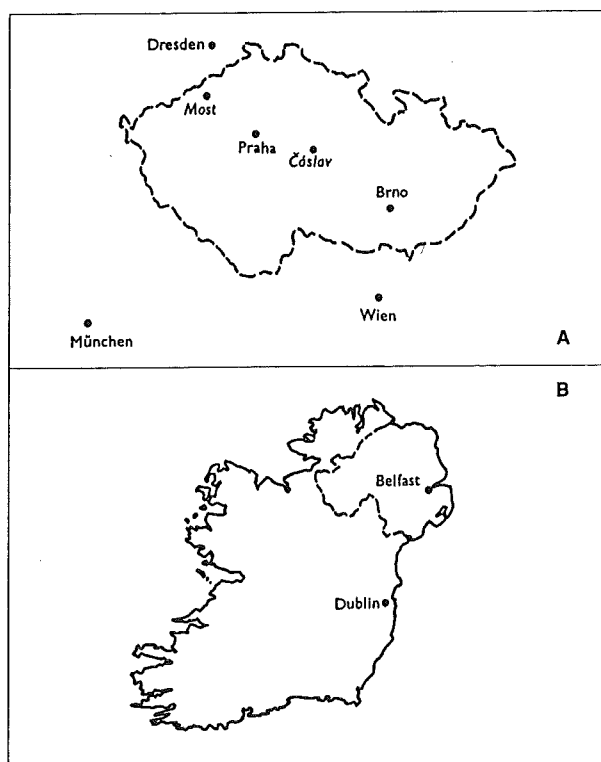 Dresden
Most
Praha
Čáslav
Brno
Wien
München
A
B
Belfast
Dublin